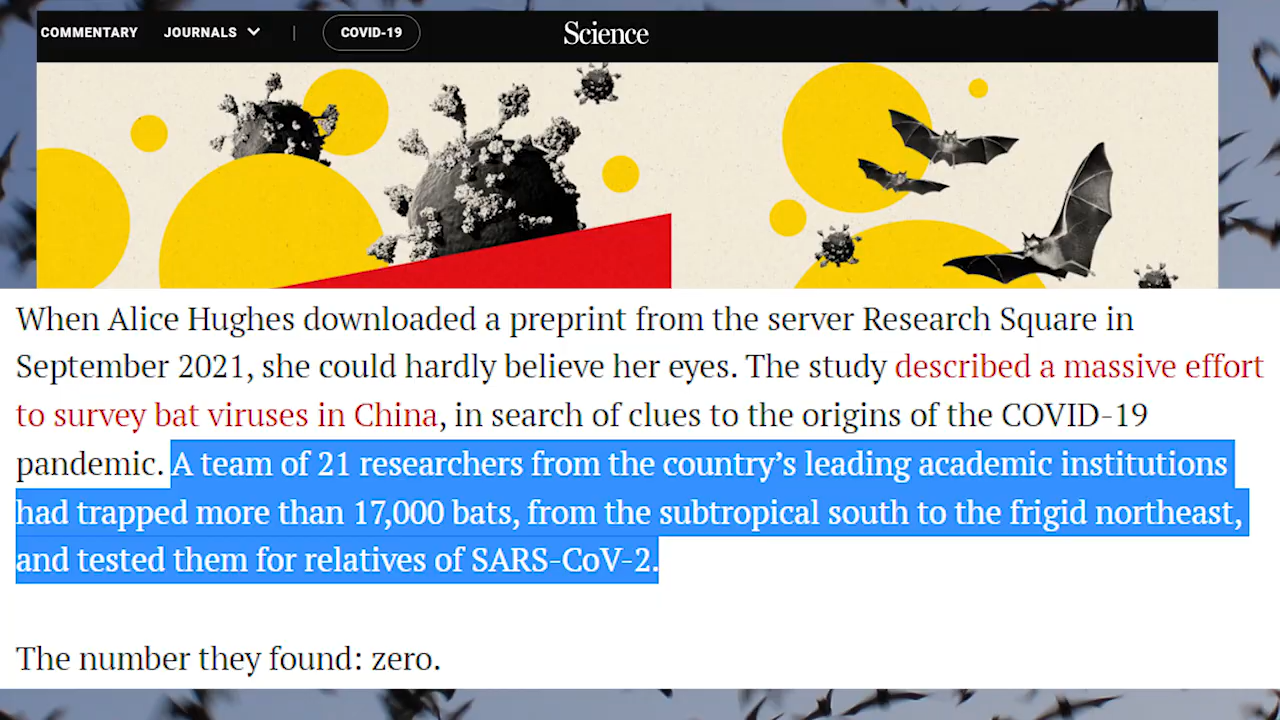 COMMENTARY JOURNALS | COVID-19 Science
When Alice Hughes downloaded a preprint from the server Research Square in
September 2021, she could hardly believe her eyes. The study described a massive effort
to survey bat viruses in China, in search of clues to the origins of the COVID-19
pandemic. A team of 21 researchers from the country’s leading academic institutions
had trapped more than 17,000 bats, from the subtropical south to the frigid northeast,
and tested them for relatives of SARS-CoV-2.
The number they found: zero.